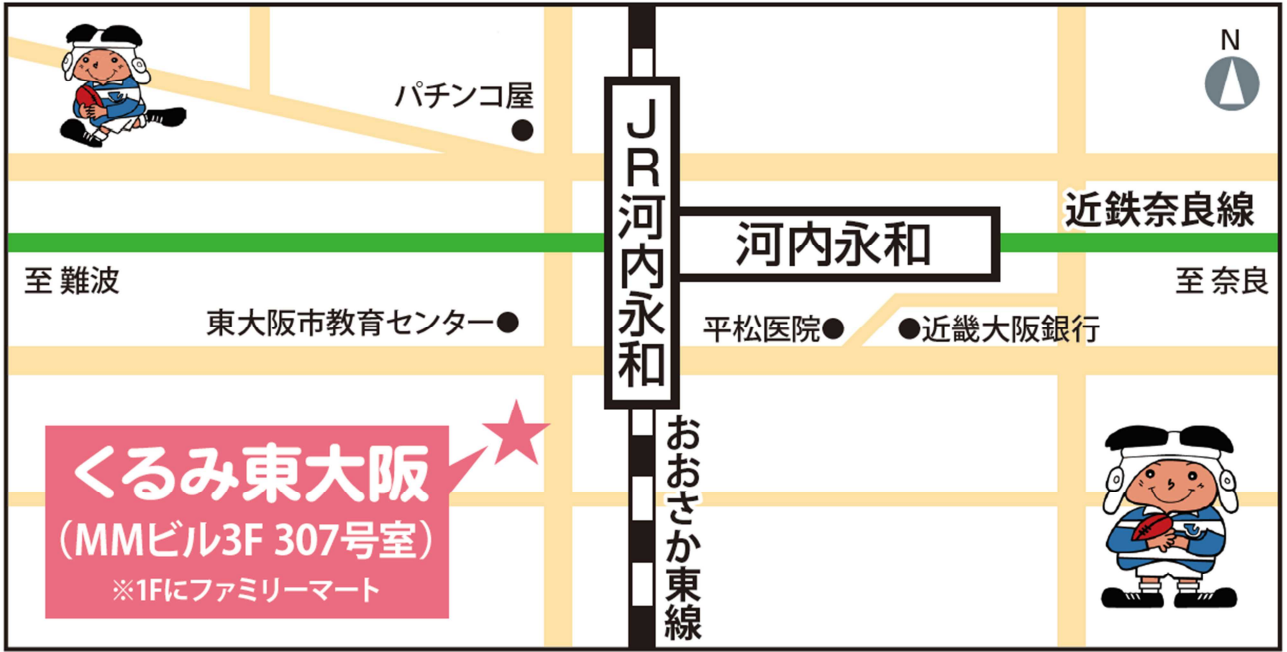 N
パチンコ屋
JR河内永和
近鉄奈良線
河内永和
至 難波
至 奈良
東大阪市教育センター
平松医院
近畿大阪銀行
くるみ東大阪
（MMビル3F 307号室）
※1Fにファミリーマート
おおさか東線